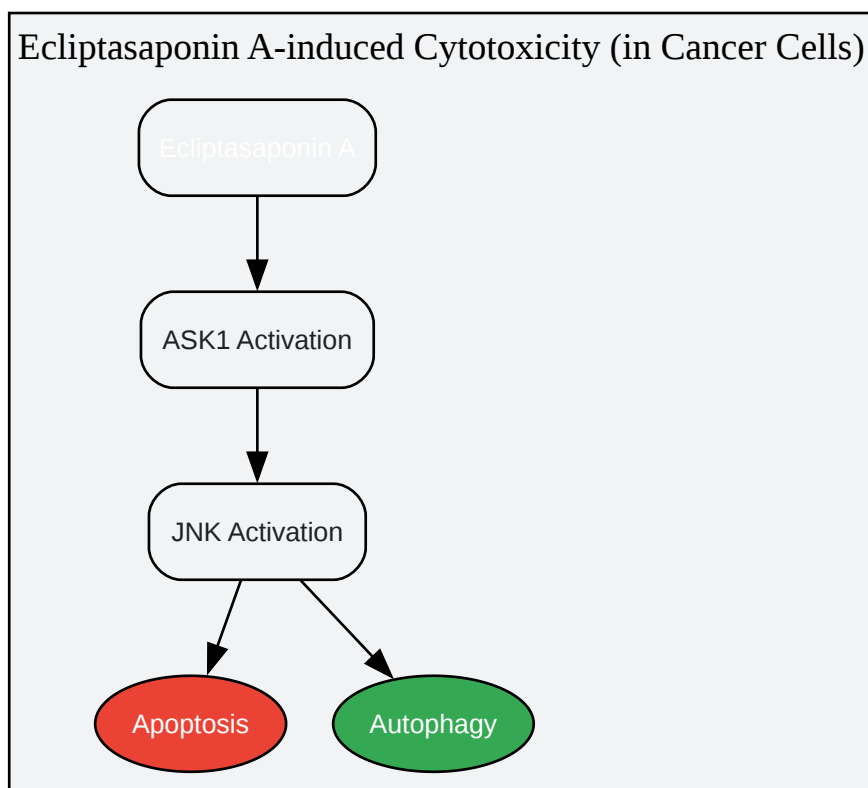 Ecliptasaponin A-induced Cytotoxicity (in Cancer Cells)
Ecliptasaponin A
ASK1 Activation
JNK Activation
Apoptosis
Autophagy